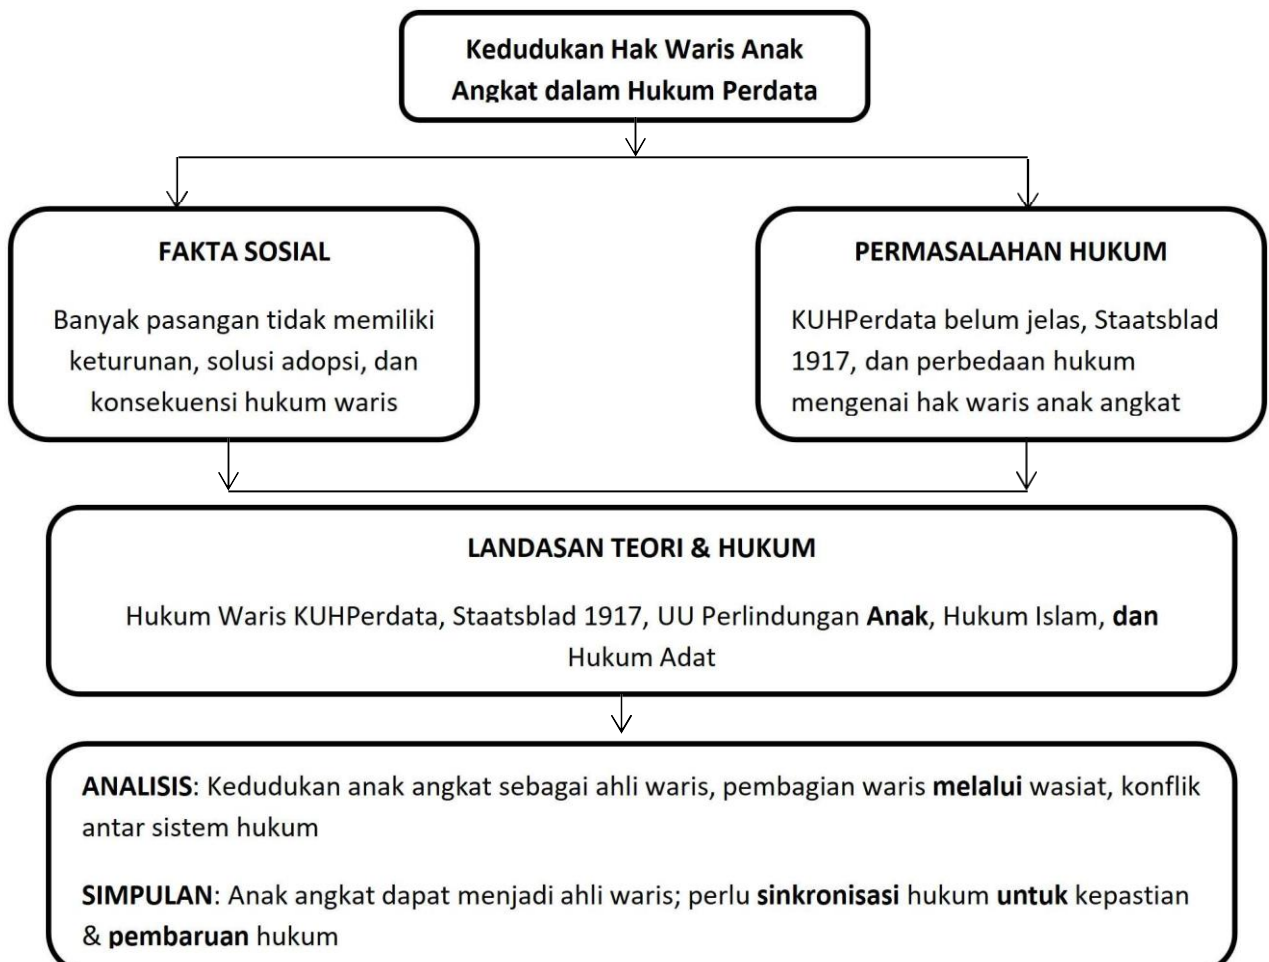 Kedudukan Hak Waris Anak
Angkat dalam Hukum Perdata
FAKTA SOSIAL
Banyak pasangan tidak memiliki
keturunan, solusi adopsi, dan
konsekuensi hukum waris
PERMASALAHAN HUKUM
KUHPerdata belum jelas, Staatsblad
1917, dan perbedaan hukum
mengenai hak waris anak angkat
LANDASAN TEORI & HUKUM
Hukum Waris KUHPerdata, Staatsblad 1917, UU Perlindungan Anak, Hukum Islam, dan
Hukum Adat
ANALISIS: Kedudukan anak angkat sebagai ahli waris, pembagian waris melalui wasiat, konflik
antar sistem hukum
SIMPULAN: Anak angkat dapat menjadi ahli waris; perlu sinkronisasi hukum untuk kepastian
& pembaruan hukum